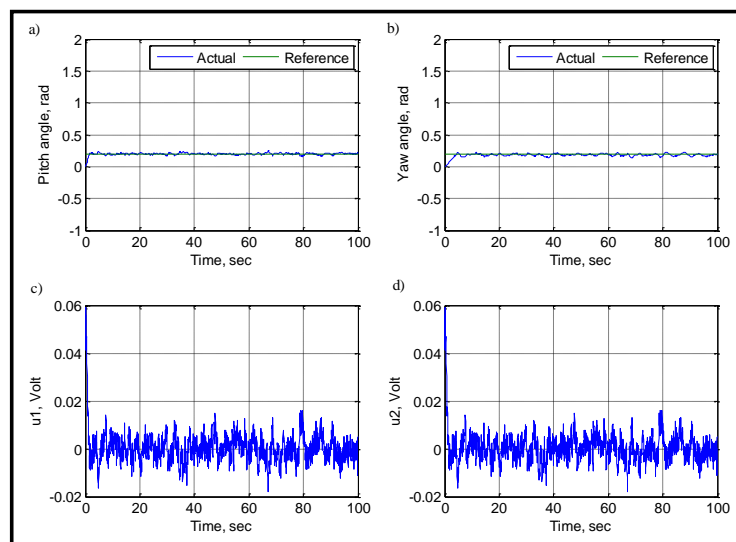 a)
2
1.5
1
0.5
0
-0.5
-1
Pitch angle, rad
Actual
Reference
0 20 40 60 80 100
Time, sec
b)
2
1.5
1
0.5
0
-0.5
-1
Yaw angle, rad
Actual
Reference
0 20 40 60 80 100
Time, sec
c)
0.06
0.04
0.02
0
-0.02
u1, Volt
0 20 40 60 80 100
Time, sec
d)
0.06
0.04
0.02
0
-0.02
u2, Volt
0 20 40 60 80 100
Time, sec